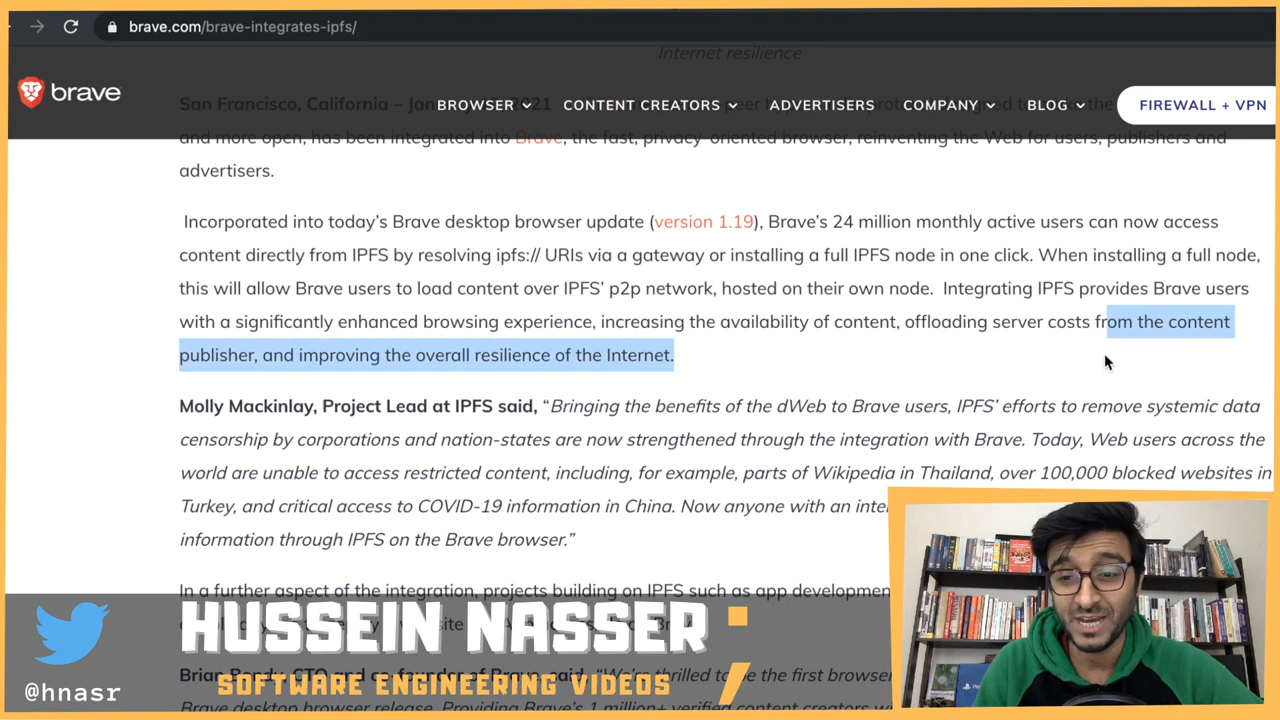 brave.com/brave-integrates-ipfs/
Internet resilience
brave
BROWSER CONTENT CREATORS ADVERTISERS COMPANY BLOG FIREWALL + VPN
San Francisco, California – 2021
and more open, has been integrated into Brave, the fast, privacy-oriented browser, reinventing the Web for users, publishers and
advertisers.
Incorporated into today's Brave desktop browser update (version 1.19), Brave's 24 million monthly active users can now access
content directly from IPFS by resolving ipfs:// URIs via a gateway or installing a full IPFS node in one click. When installing a full node,
this will allow Brave users to load content over IPFS' p2p network, hosted on their own node. Integrating IPFS provides Brave users
with a significantly enhanced browsing experience, increasing the availability of content, offloading server costs from the content
publisher, and improving the overall resilience of the Internet.
Molly Mackinlay, Project Lead at IPFS said, “Bringing the benefits of the dWeb to Brave users, IPFS' efforts to remove systemic data
censorship by corporations and nation-states are now strengthened through the integration with Brave. Today, Web users across the
world are unable to access restricted content, including, for example, parts of Wikipedia in Thailand, over 100,000 blocked websites in
Turkey, and critical access to COVID-19 information in China. Now anyone with an
information through IPFS on the Brave browser.”
In a further aspect of the integration, projects building on IPFS such as app
HUSSEIN NASSER
Brian CTO and co-founder of Brave, said, be the first browser
SOFTWARE ENGINEERING VIDEOS
@hnasr
Brave desktop browser release. Providing Brave's 1 million+ verified content creators